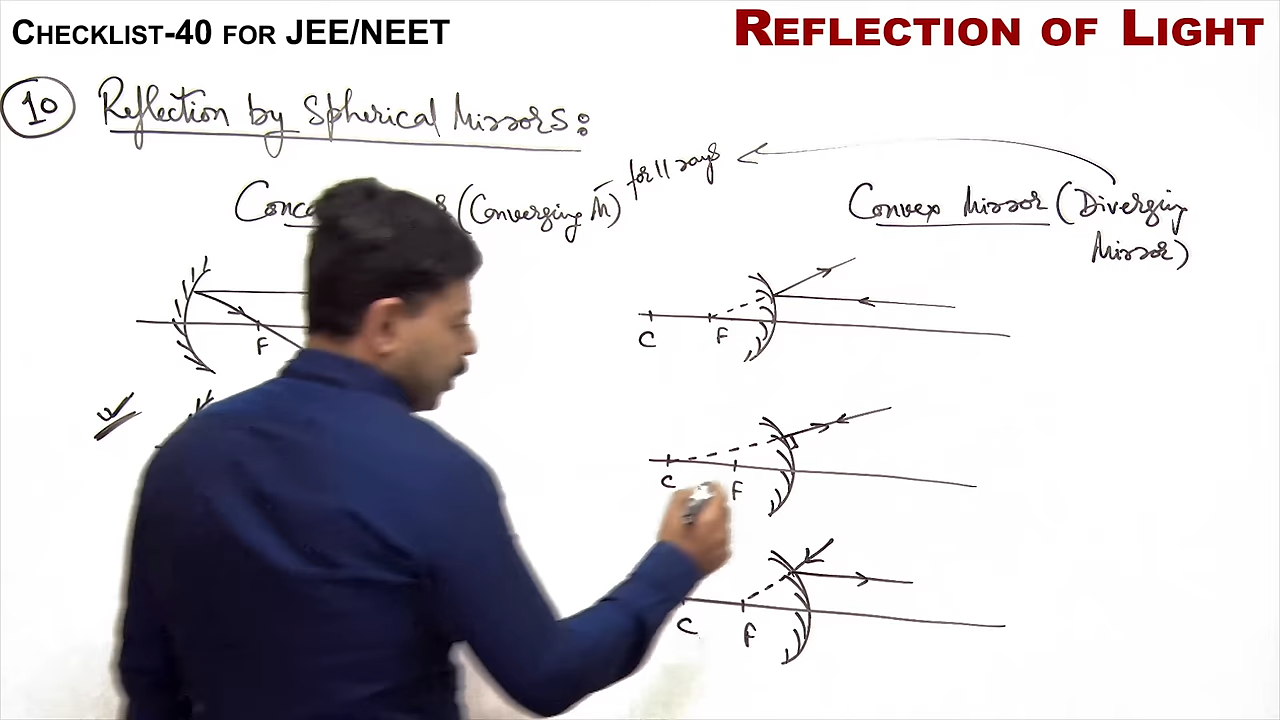 CHECKLIST-40 FOR JEE/NEET
REFLECTION OF LIGHT
10 Reflection by Spherical Mirrors:
(Converging M) for || rays
Convex Mirror (Diverging
Mirror)
F
C F
C F
C F